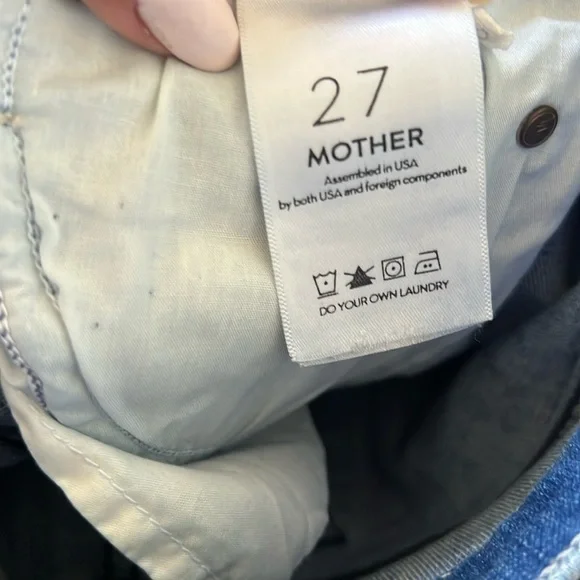 27
MOTHER
Assembled in USA
by both USA and foreign components
DO YOUR OWN LAUNDRY